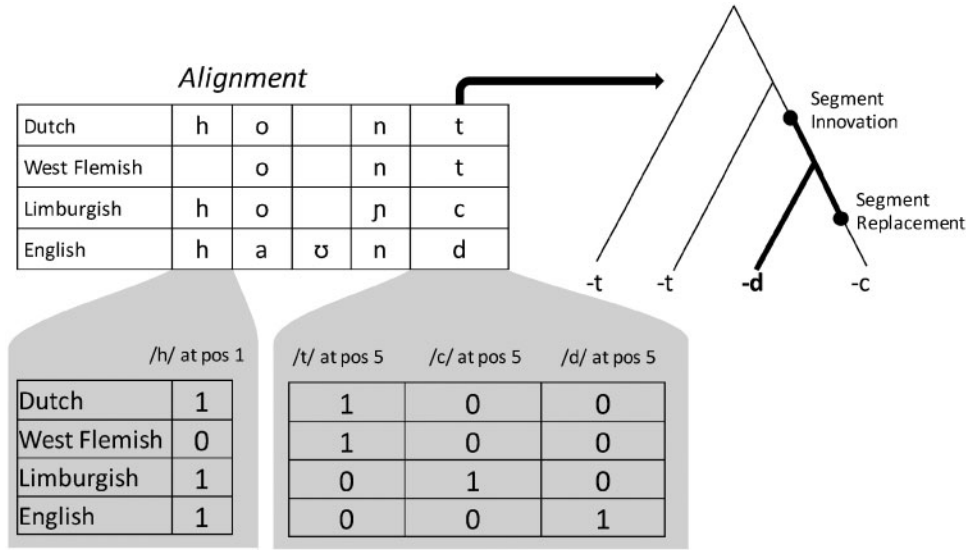 Alignment
Dutch h o n t
West Flemish o n t
Limburgish h o ɲ c
English h a ʊ n d
Segment
Innovation
Segment
Replacement
-t -t -d -c
/h/ at pos 1
Dutch 1
West Flemish 0
Limburgish 1
English 1
/t/ at pos 5 /c/ at pos 5 /d/ at pos 5
1 0 0
1 0 0
0 1 0
0 0 1